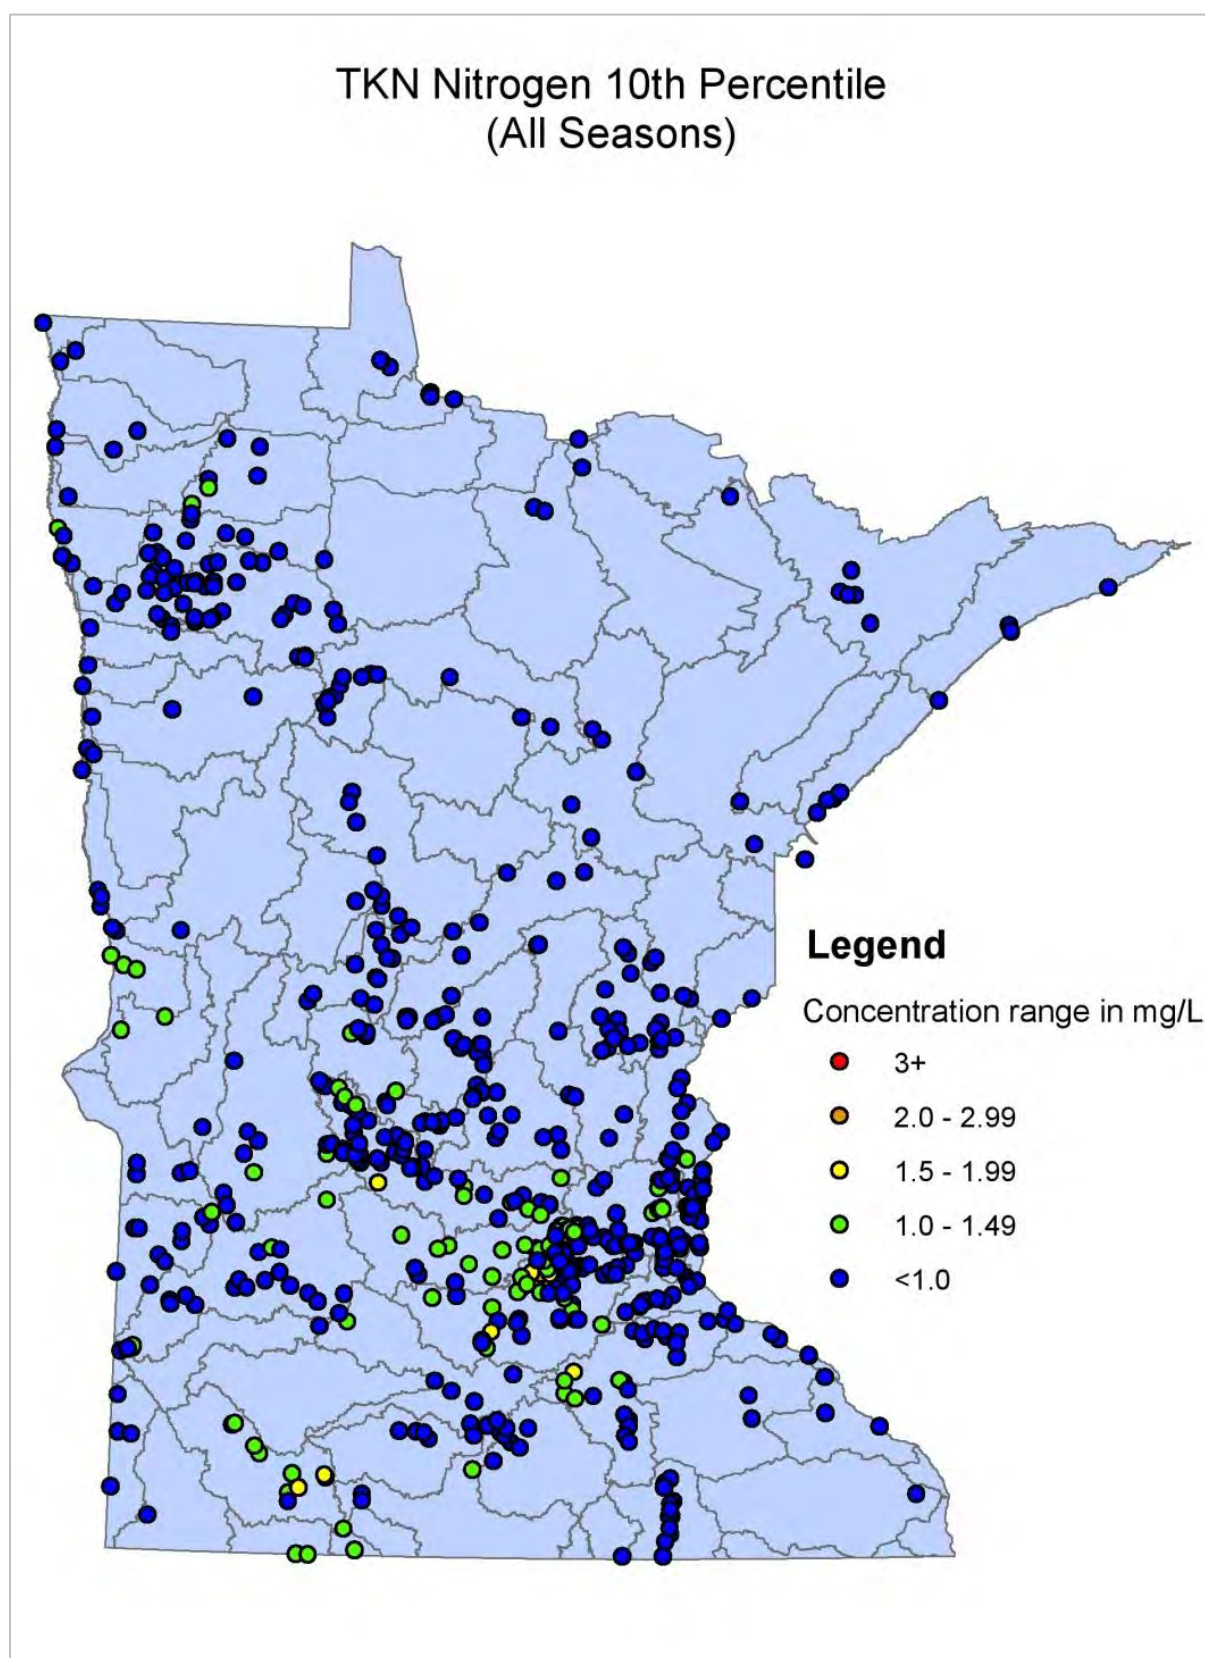 TKN Nitrogen 10th Percentile
(All Seasons)
Legend
Concentration range in mg/L
3+
2.0 - 2.99
1.5 - 1.99
1.0 - 1.49
<1.0